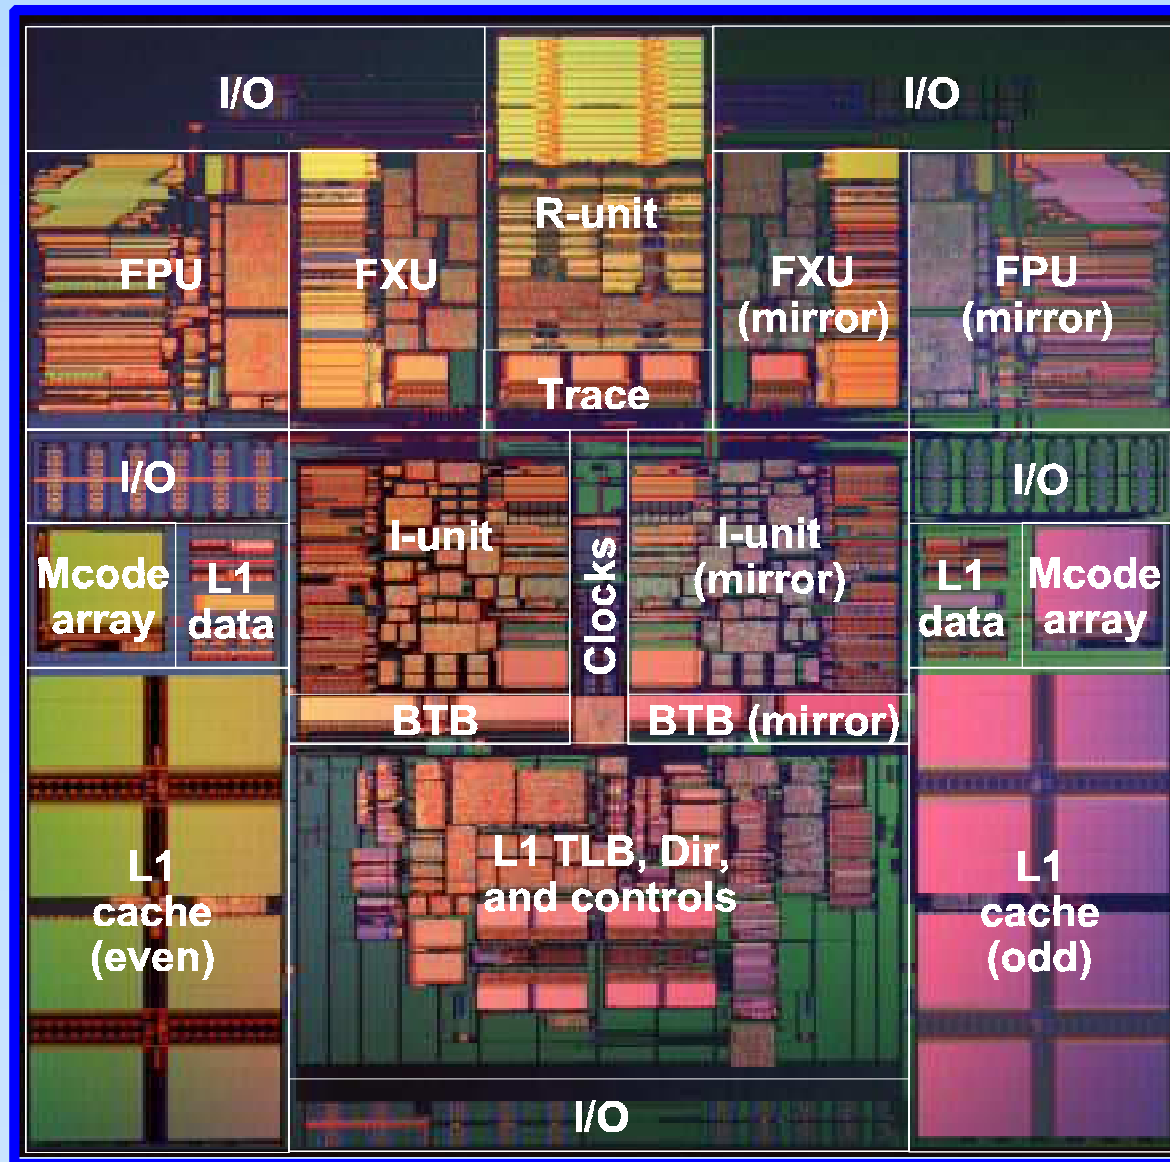 I/O
I/O
R-unit
FPU
FXU
FXU
(mirror)
FPU
(mirror)
Trace
I/O
I/O
I-unit
Clocks
I-unit
(mirror)
Mcode
array
L1
data
L1
data
Mcode
array
BTB
BTB (mirror)
L1
cache
(even)
L1 TLB, Dir,
and controls
L1
cache
(odd)
I/O